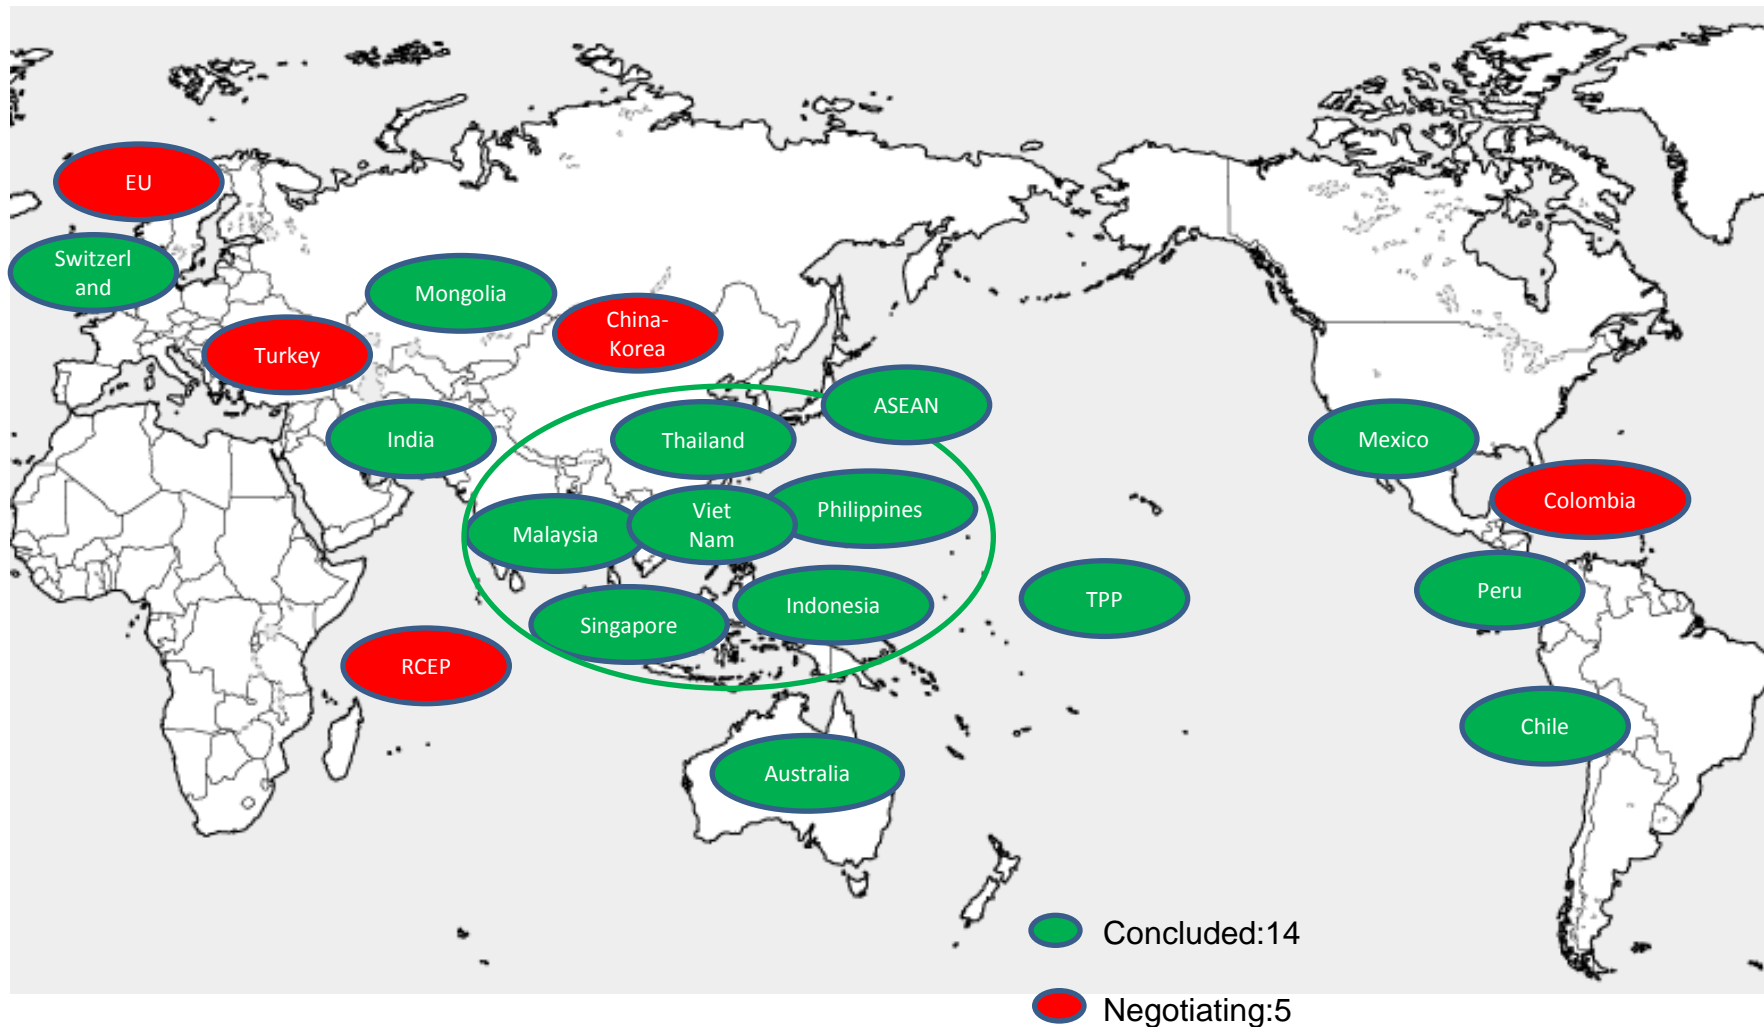 EU
Switzerl
and
Mongolia
China-
Korea
Turkey
ASEAN
India
Thailand
Mexico
Malaysia
Viet
Nam
Philippines
Colombia
Singapore
Indonesia
TPP
Peru
RCEP
Chile
Australia
Concluded:14
Negotiating:5